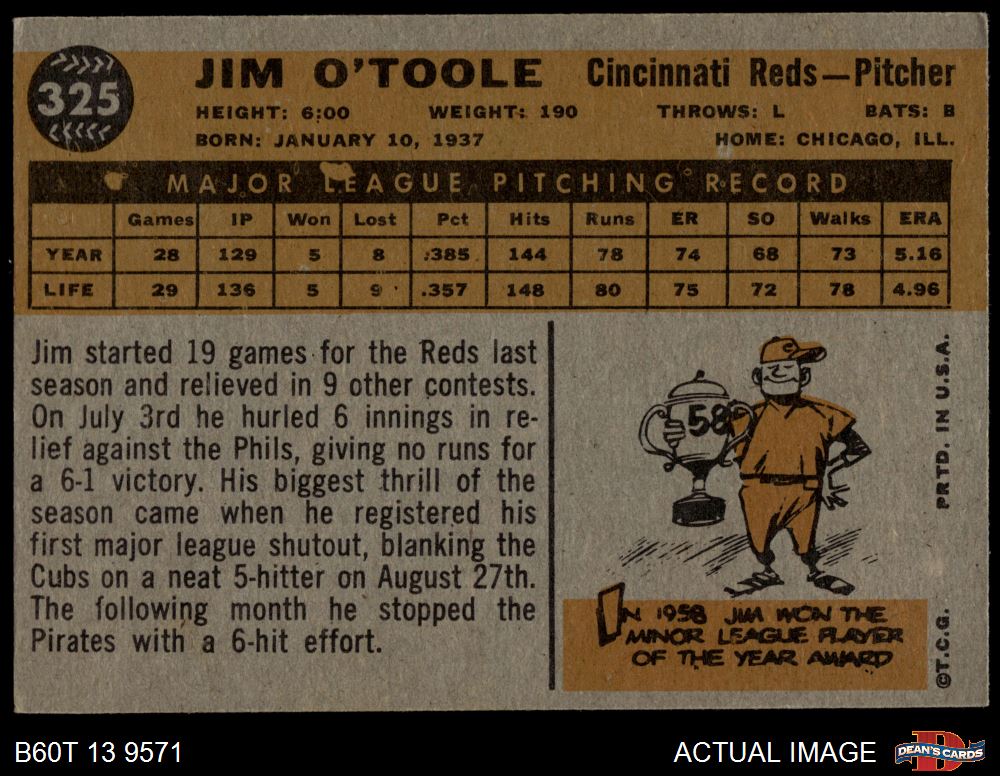 325
JIM O'TOOLE Cincinnati Reds—Pitcher
HEIGHT: 6:00 WEIGHT: 190 THROWS: L BATS: B
BORN: JANUARY 10, 1937 HOME: CHICAGO, ILL.
MAJOR LEAGUE PITCHING RECORD
Games IP Won Lost Pct Hits Runs ER SO Walks ERA
YEAR 28 129 5 8 .385 144 78 74 68 73 5.16
LIFE 29 136 5 9 .357 148 80 75 72 78 4.96
Jim started 19 games for the Reds last
season and relieved in 9 other contests.
On July 3rd he hurled 6 innings in re-
lief against the Phils, giving no runs for
a 6-1 victory. His biggest thrill of the
season came when he registered his
first major league shutout, blanking the
Cubs on a neat 5-hitter on August 27th.
The following month he stopped the
Pirates with a 6-hit effort.
C
58
IN 1958 JIM WON THE
MINOR LEAGUE PLAYER
OF THE YEAR AWARD
©T.C.G. PRTD. IN U.S.A.
B60T 13 9571 ACTUAL IMAGE
D
DEAN'S CARDS